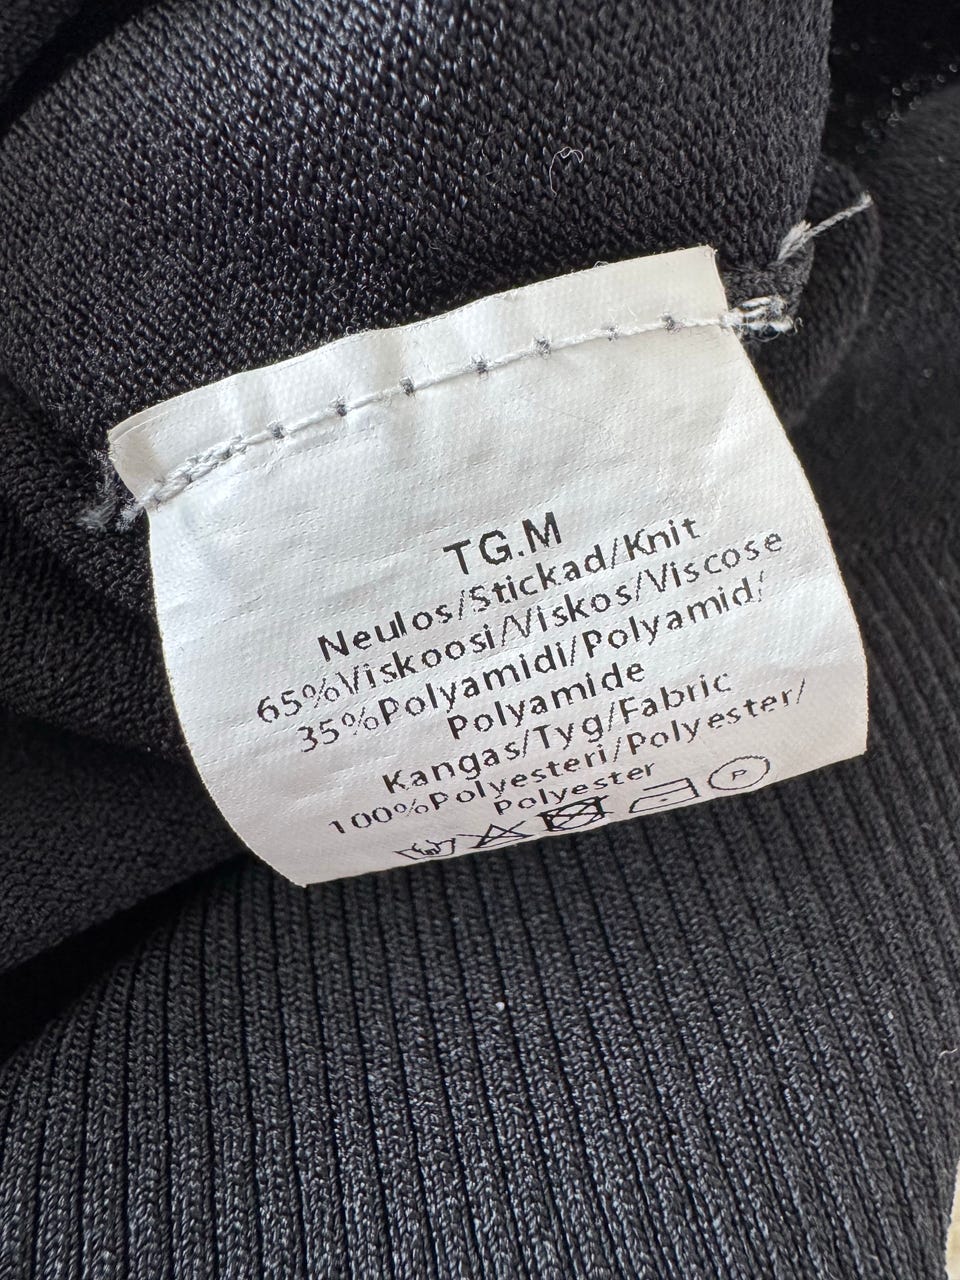 TG.M
Neulos/Stickad/Knit
65%Viskoosi/Viskos/Viscose
35%Polyamidi/Polyamid/
Polyamide
Kangas/Tyg/Fabric
100%Polyesteri/Polyester/
Polyester
P